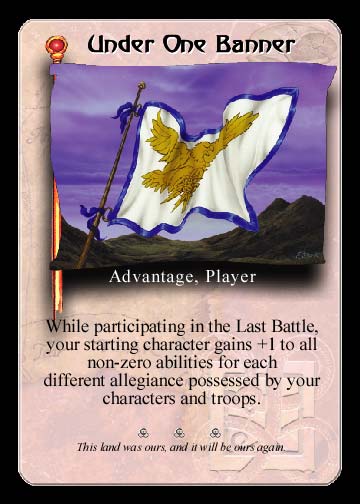 Under One Banner
Advantage, Player
While participating in the Last Battle,
your starting character gains +1 to all
non-zero abilities for each
different allegiance possessed by your
characters and troops.
This land was ours, and it will be ours again.